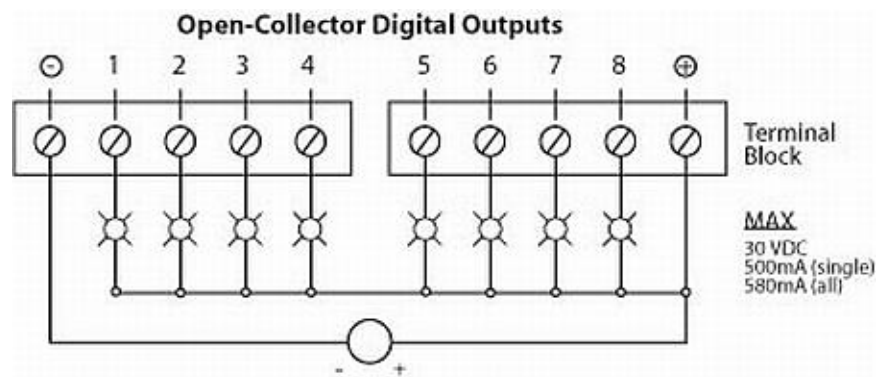 Open-Collector Digital Outputs
- 1 2 3 4 5 6 7 8 +
Terminal
Block
MAX
30 VDC
500mA (single)
580mA (all)
- +